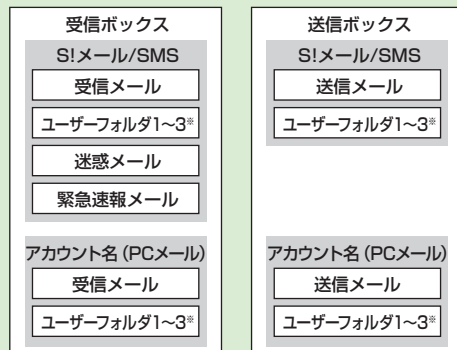 受信ボックス
S!メール/SMS
受信メール
ユーザーフォルダ1~3※
迷惑メール
緊急速報メール
アカウント名(PCメール)
受信メール
ユーザーフォルダ1~3※
送信ボックス
S!メール/SMS
送信メール
ユーザーフォルダ1~3※
アカウント名(PCメール)
送信メール
ユーザーフォルダ1~3※